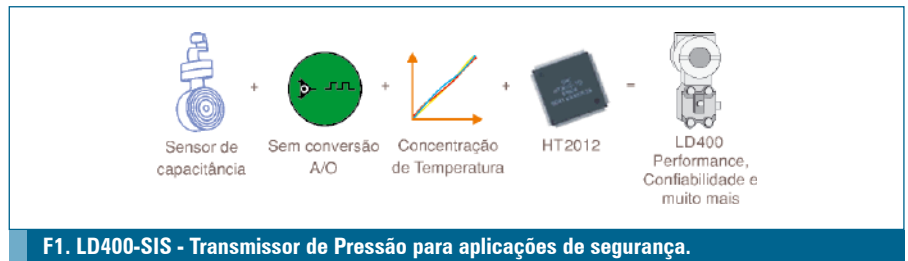 Sensor de
capacitância
+
Sem conversão
A/O
+
Concentração
de Temperatura
+
HT2012
=
LD400
Performance,
Confiabilidade e
muito mais
F1. LD400-SIS - Transmissor de Pressão para aplicações de segurança.